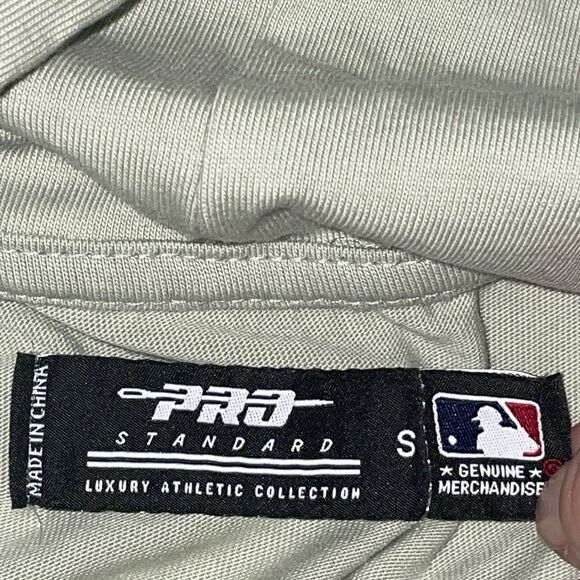 MADE IN CHINA
PRO
STANDARD
LUXURY ATHLETIC COLLECTION
S
GENUINE
MERCHANDISE